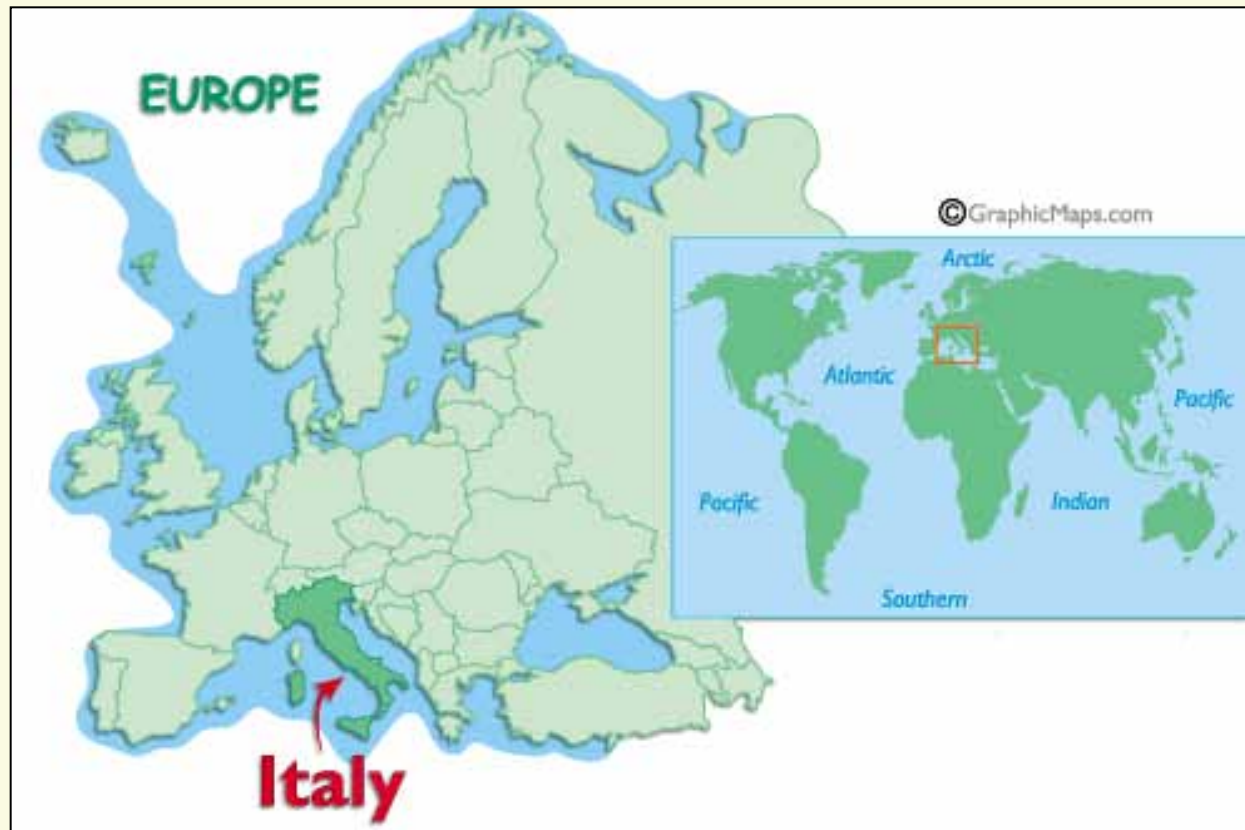 EUROPE
©GraphicMaps.com
Arctic
Atlantic
Pacific
Pacific
Indian
Southern
Italy